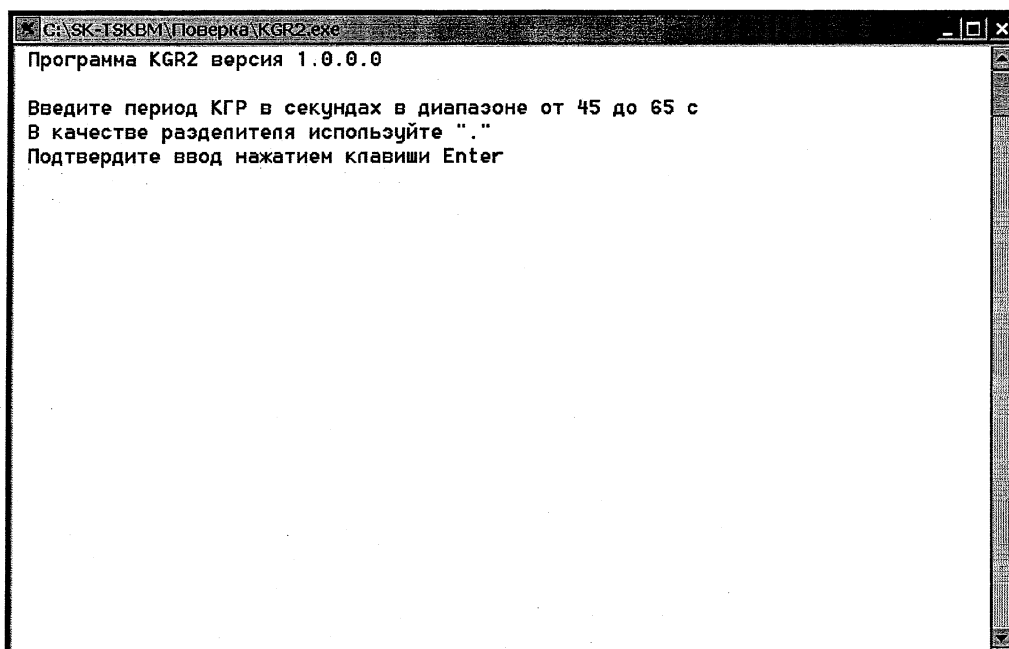 C:\SK-TSKBM\Поверка\KGR2.exe
Программа KGR2 версия 1.0.0.0
Введите период КГР в секундах в диапазоне от 45 до 65 с
В качестве разделителя используйте "."
Подтвердите ввод нажатием клавиши Enter